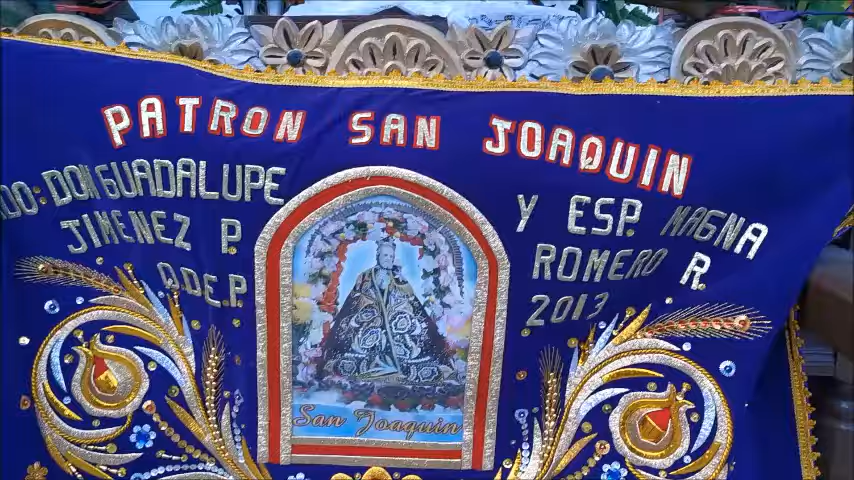 PATRON SAN JOAQUIN
DO: DON GUADALUPE
JIMENEZ P
Q.D.E.P.
Y ESP. MAGNA
ROMERO R.
2013
San Joaquin